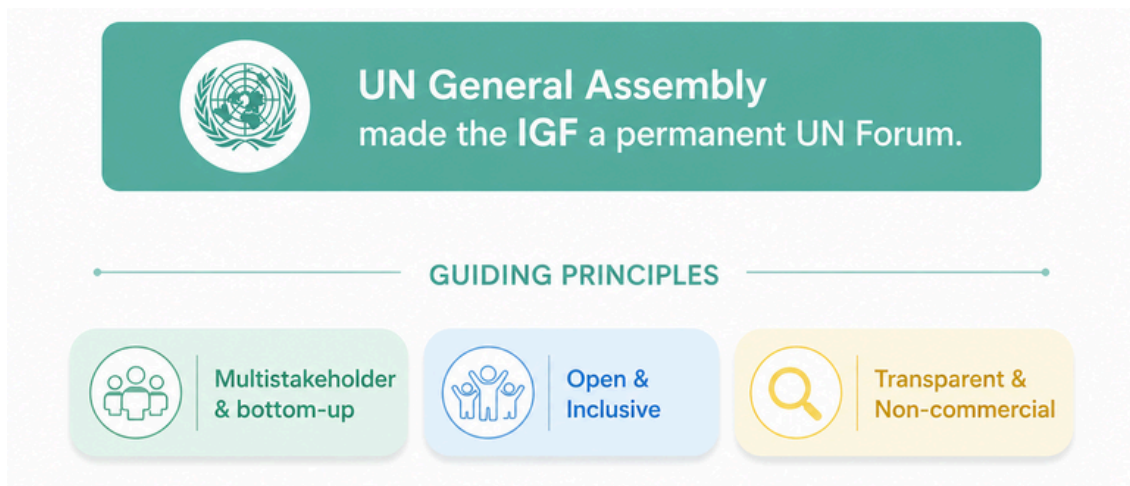 UN General Assembly
made the IGF a permanent UN Forum.
GUIDING PRINCIPLES
Multistakeholder
& bottom-up
Open &
Inclusive
Transparent &
Non-commercial